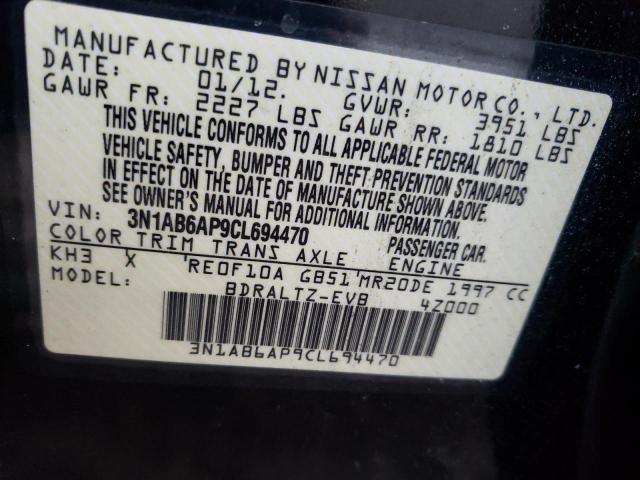 MANUFACTURED BY NISSAN MOTOR CO., LTD.
DATE: 01/12. GVWR: 3951 LBS
GAWR FR: 2227 LBS GAWR RR: 1810 LBS
THIS VEHICLE CONFORMS TO ALL APPLICABLE FEDERAL MOTOR
VEHICLE SAFETY, BUMPER AND THEFT PREVENTION STANDARDS
IN EFFECT ON THE DATE OF MANUFACTURE SHOWN ABOVE.
SEE OWNER'S MANUAL FOR ADDITIONAL INFORMATION.
VIN: 3N1AB6AP9CL694470 PASSENGER CAR.
COLOR TRIM TRANS AXLE ENGINE
KH3 X 'RE0F10A GB51'MR20DE 1997 CC
MODEL: BDRALTZ-EVB 4Z000
3N1AB6AP9CL694470